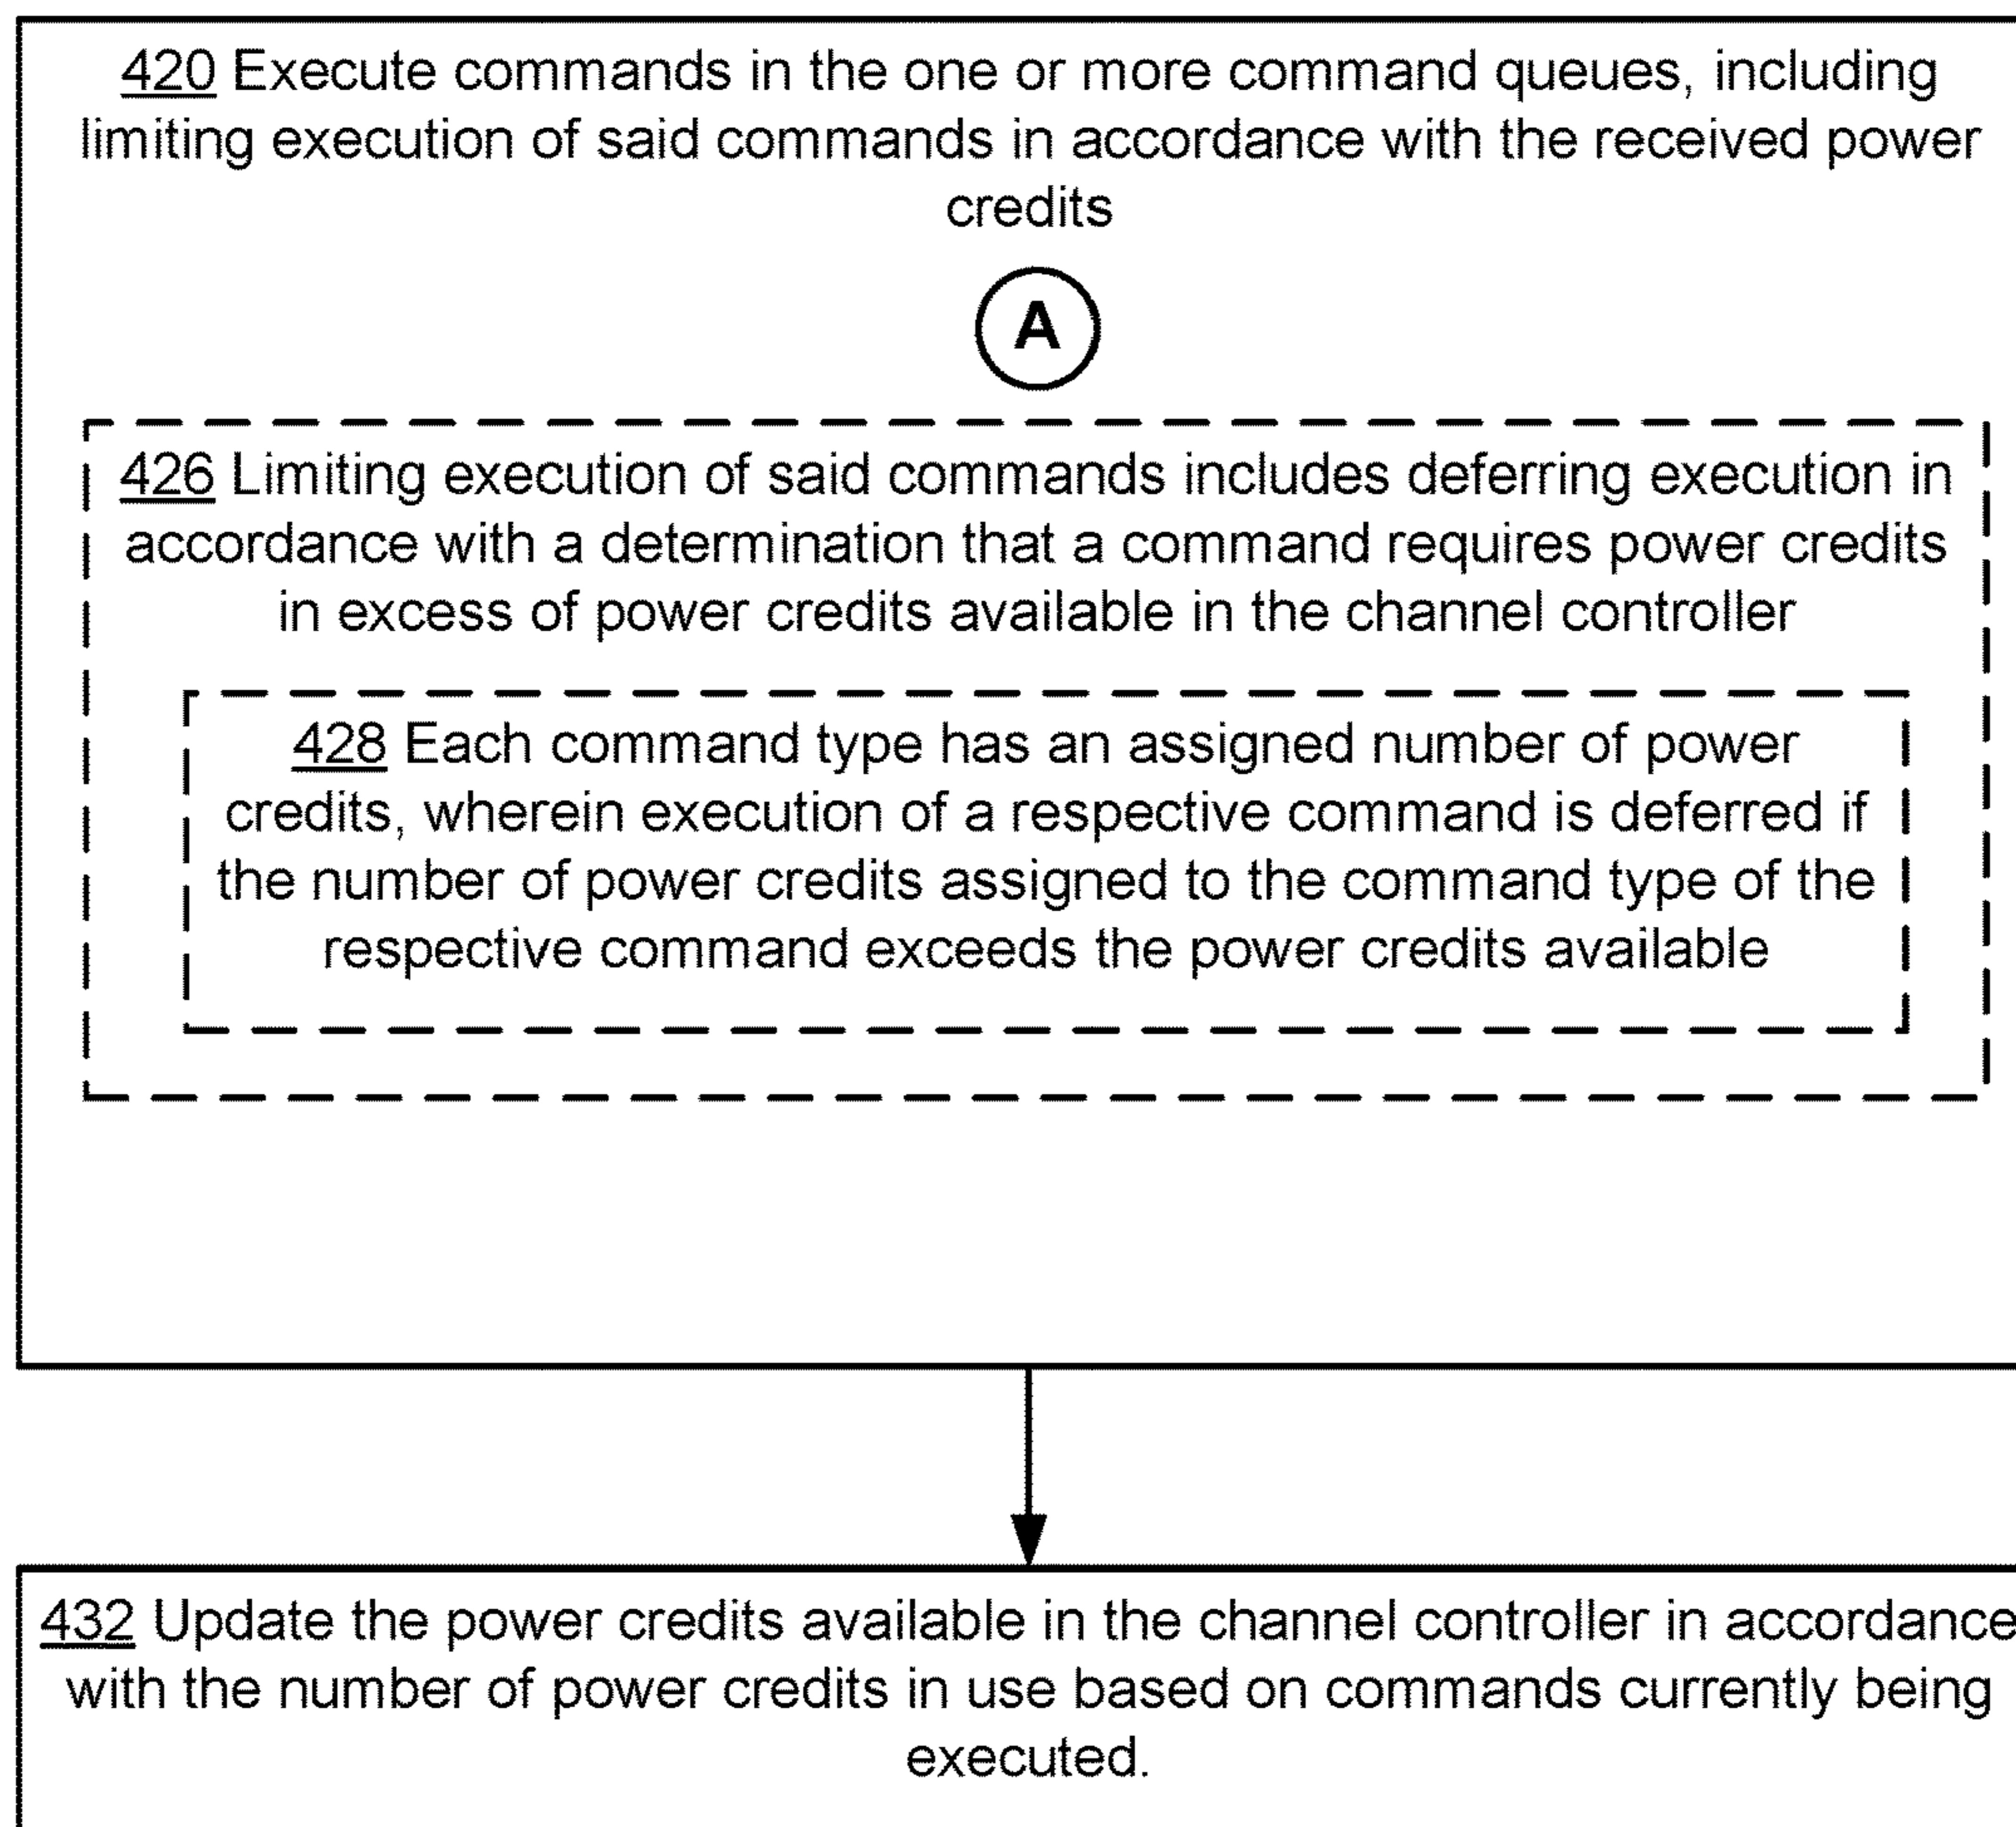 420 Execute commands in the one or more command queues, including
limiting execution of said commands in accordance with the received power
credits
A
426 Limiting execution of said commands includes deferring execution in
accordance with a determination that a command requires power credits
in excess of power credits available in the channel controller
428 Each command type has an assigned number of power
credits, wherein execution of a respective command is deferred if
the number of power credits assigned to the command type of the
respective command exceeds the power credits available
432 Update the power credits available in the channel controller in accordance
with the number of power credits in use based on commands currently being
executed.